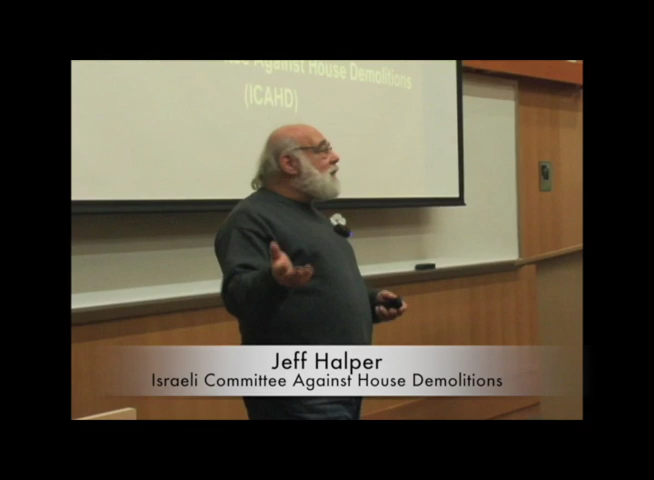 Against House Demolitions
(ICAHD)
Jeff Halper
Israeli Committee Against House Demolitions